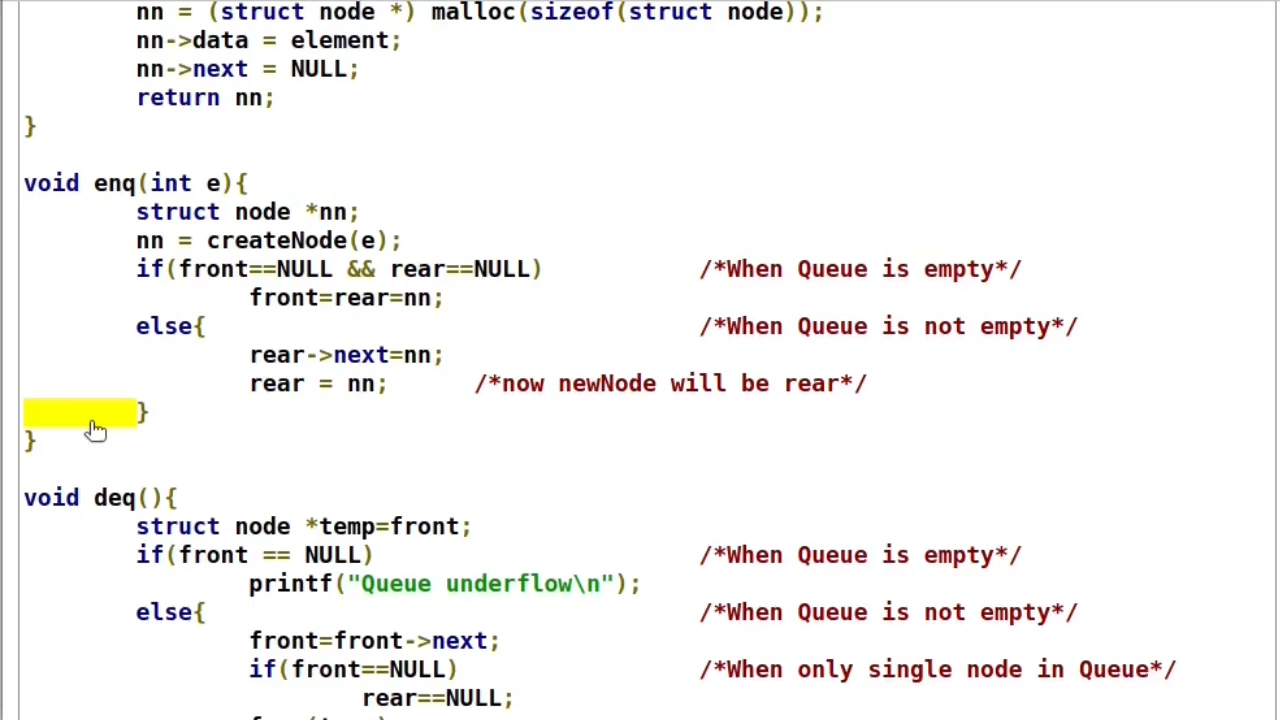 nn = (struct node *) malloc(sizeof(struct node));
nn->data = element;
nn->next = NULL;
return nn;
}
void enq(int e){
struct node *nn;
nn = createNode(e);
if(front==NULL && rear==NULL) /*When Queue is empty*/
front=rear=nn;
else{ /*When Queue is not empty*/
rear->next=nn;
rear = nn; /*now newNode will be rear*/
}
}
void deq(){
struct node *temp=front;
if(front == NULL) /*When Queue is empty*/
printf("Queue underflow\n");
else{ /*When Queue is not empty*/
front=front->next;
if(front==NULL) /*When only single node in Queue*/
rear==NULL;